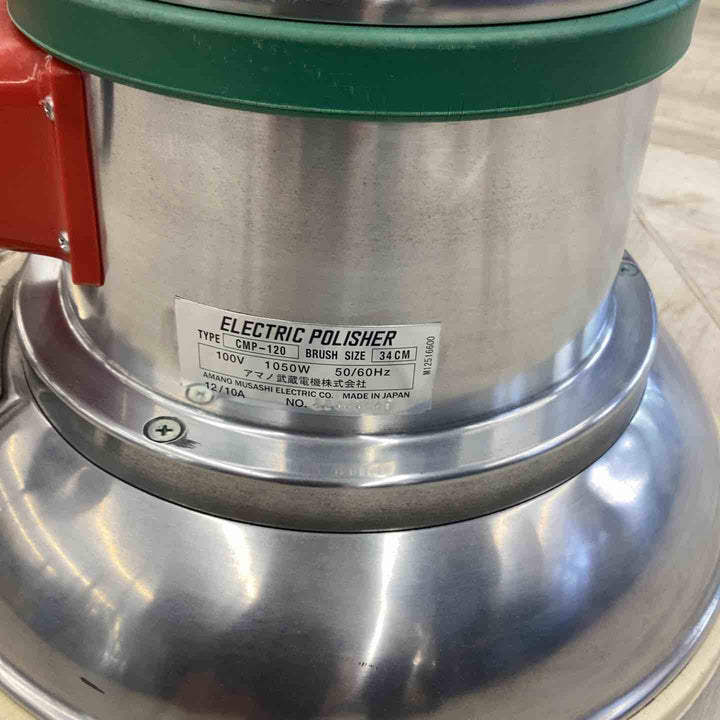 ELECTRIC POLISHER
TYPE CMP-120 BRUSH SIZE 34CM
100V 1050W 50/60Hz
アマノ武蔵電機株式会社
AMANO MUSASHI ELECTRIC CO. MADE IN JAPAN
12/10A NO.
M12516600